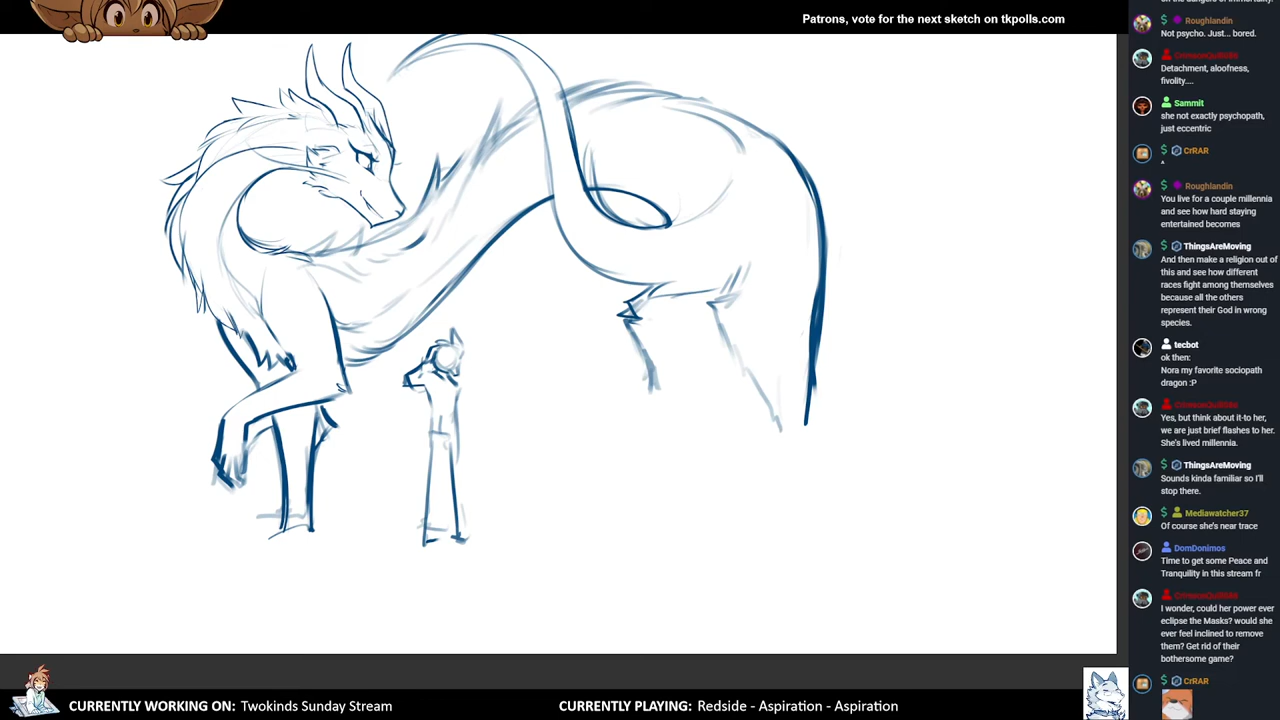 Patrons, vote for the next sketch on tkpolls.com
Roughlandin
Not psycho. Just... bored.
Detachment, aloofness,
fivolity....
Sammit
she not exactly psychopath,
just eccentric
CrRAR
^
Roughlandin
You live for a couple millennia
and see how hard staying
entertained becomes
ThingsAreMoving
And then make a religion out of
this and see how different
races fight among themselves
because all the others
represent their God in wrong
species.
tecbot
ok then:
Nora my favorite sociopath
dragon :P
Yes, but think about it-to her,
we are just brief flashes to her.
She's lived millennia.
ThingsAreMoving
Sounds kinda familiar so I'll
stop there.
Mediawatcher37
Of course she's near trace
DomDonimos
Time to get some Peace and
Tranquility in this stream fr
I wonder, could her power ever
eclipse the Masks? would she
ever feel inclined to remove
them? Get rid of their
bothersome game?
CrRAR
CURRENTLY WORKING ON: Twokinds Sunday Stream
CURRENTLY PLAYING: Redside - Aspiration - Aspiration